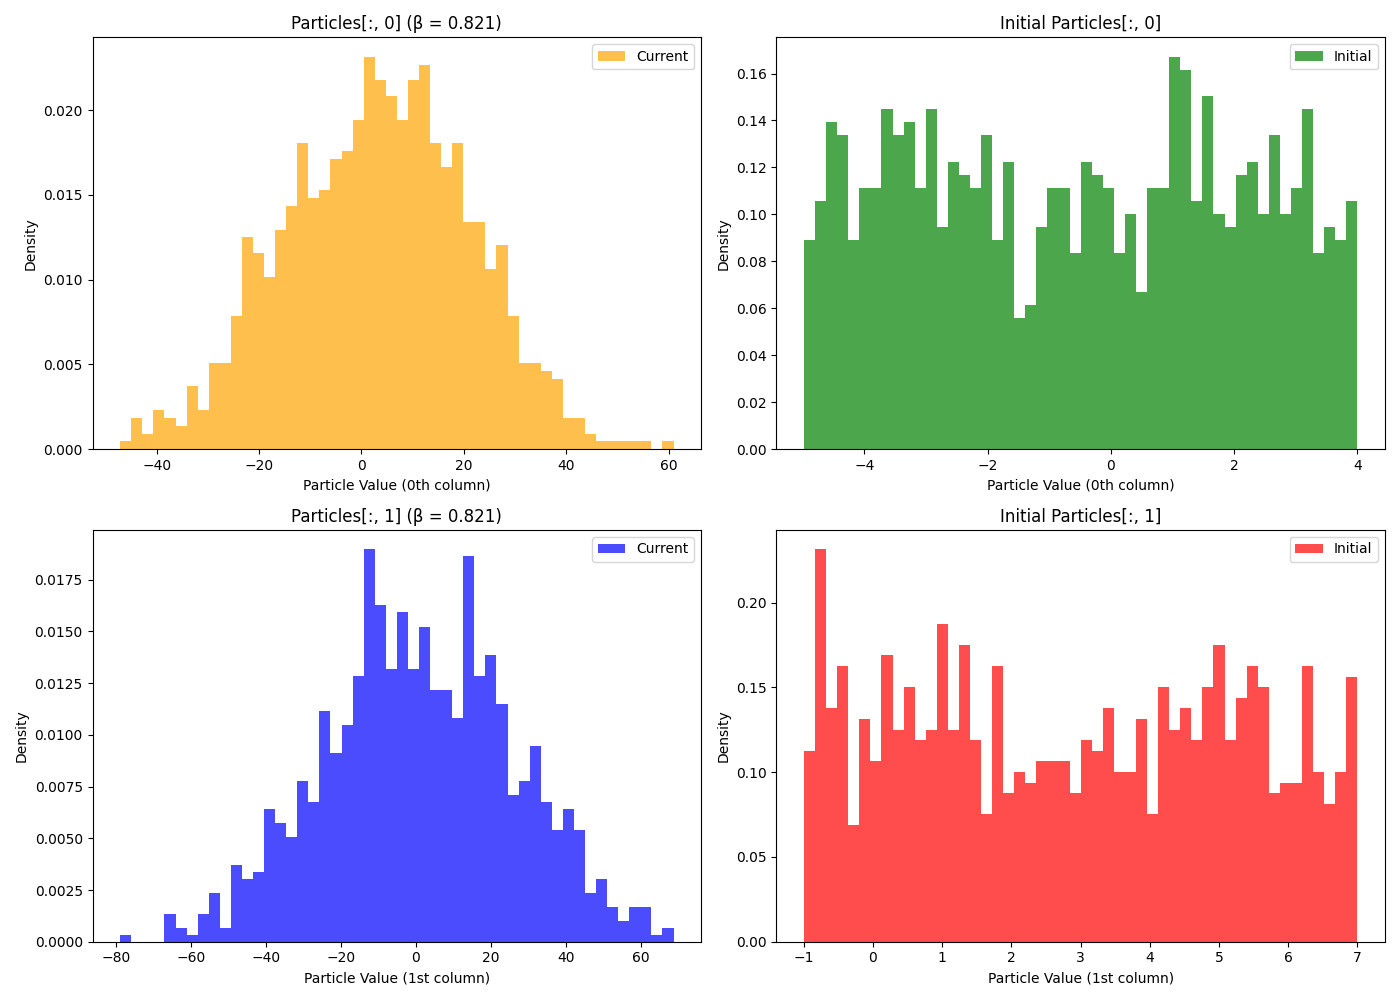 Particles[:, 0] (β = 0.821)
Current
Density
0.020
0.015
0.010
0.005
0.000
−40 −20 0 20 40 60
Particle Value (0th column)
Initial Particles[:, 0]
Initial
Density
0.16
0.14
0.12
0.10
0.08
0.06
0.04
0.02
0.00
−4 −2 0 2 4
Particle Value (0th column)
Particles[:, 1] (β = 0.821)
Current
Density
0.0175
0.0150
0.0125
0.0100
0.0075
0.0050
0.0025
0.0000
−80 −60 −40 −20 0 20 40 60
Particle Value (1st column)
Initial Particles[:, 1]
Initial
Density
0.20
0.15
0.10
0.05
0.00
−1 0 1 2 3 4 5 6 7
Particle Value (1st column)